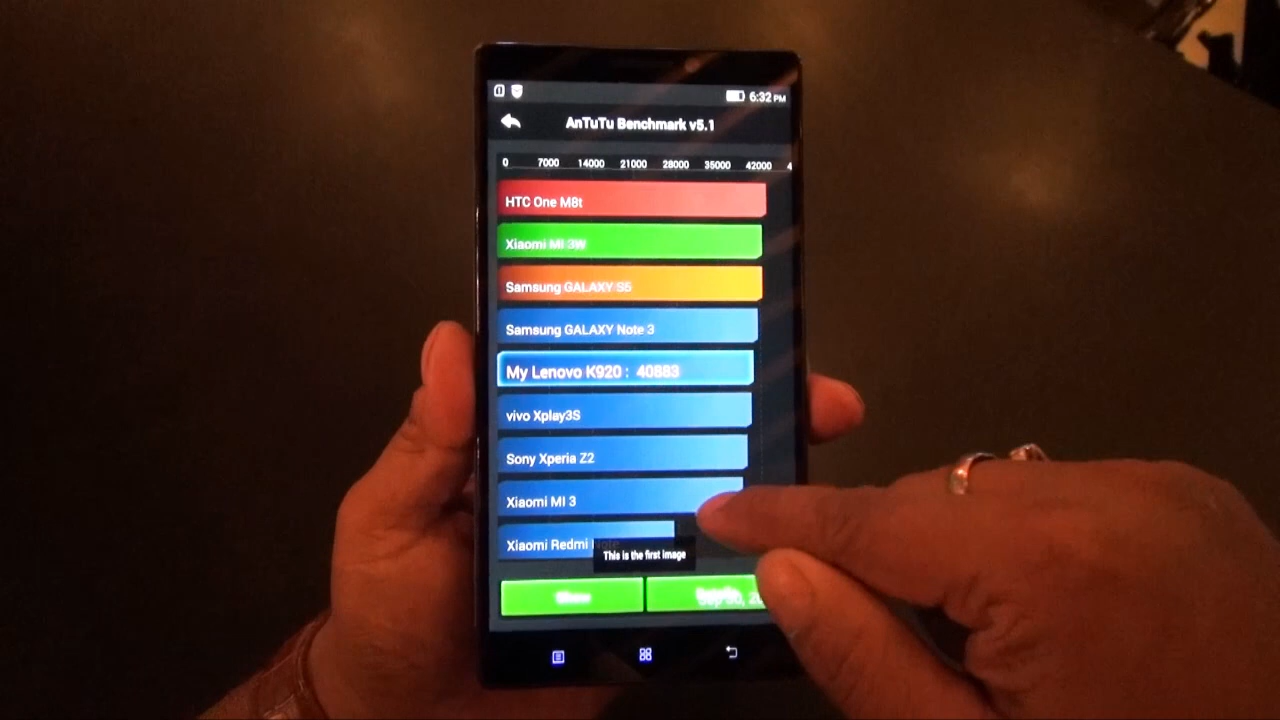 6:32 PM
AnTuTu Benchmark v5.1
0 7000 14000 21000 28000 35000 42000 4
HTC One M8t
Xiaomi MI 3W
Samsung GALAXY S5
Samsung GALAXY Note 3
My Lenovo K920 : 40883
vivo Xplay3S
Sony Xperia Z2
Xiaomi MI 3
Xiaomi Redmi Note
This is the first image